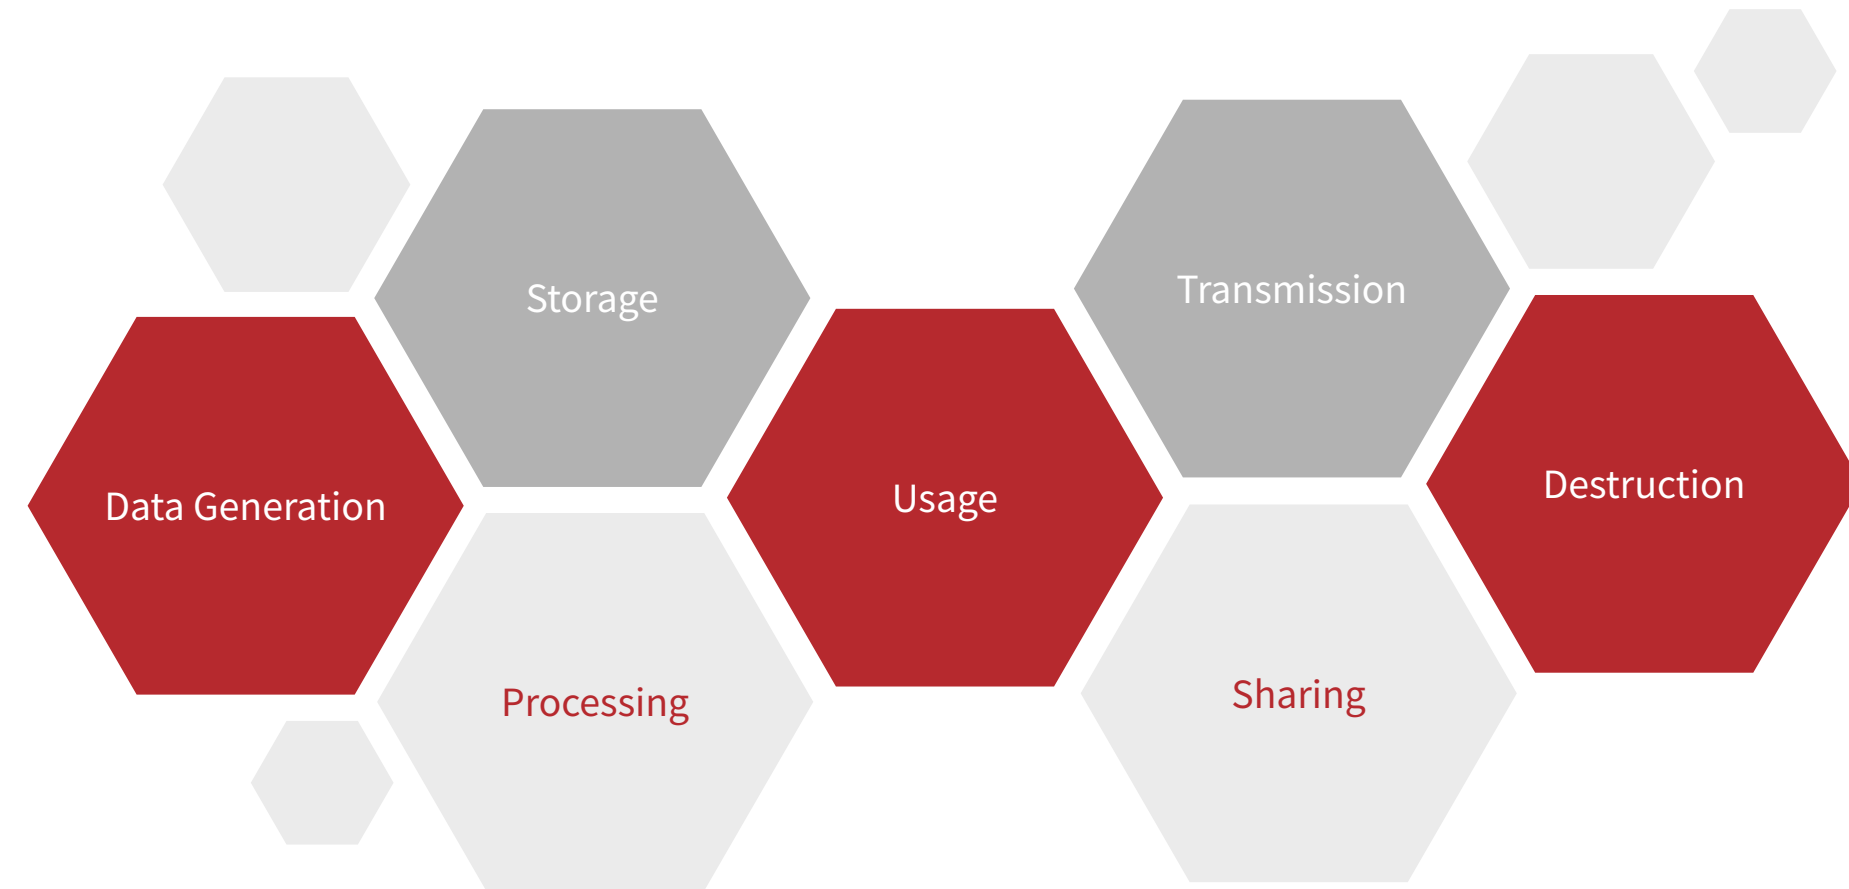 Data Generation
Storage
Processing
Usage
Transmission
Sharing
Destruction